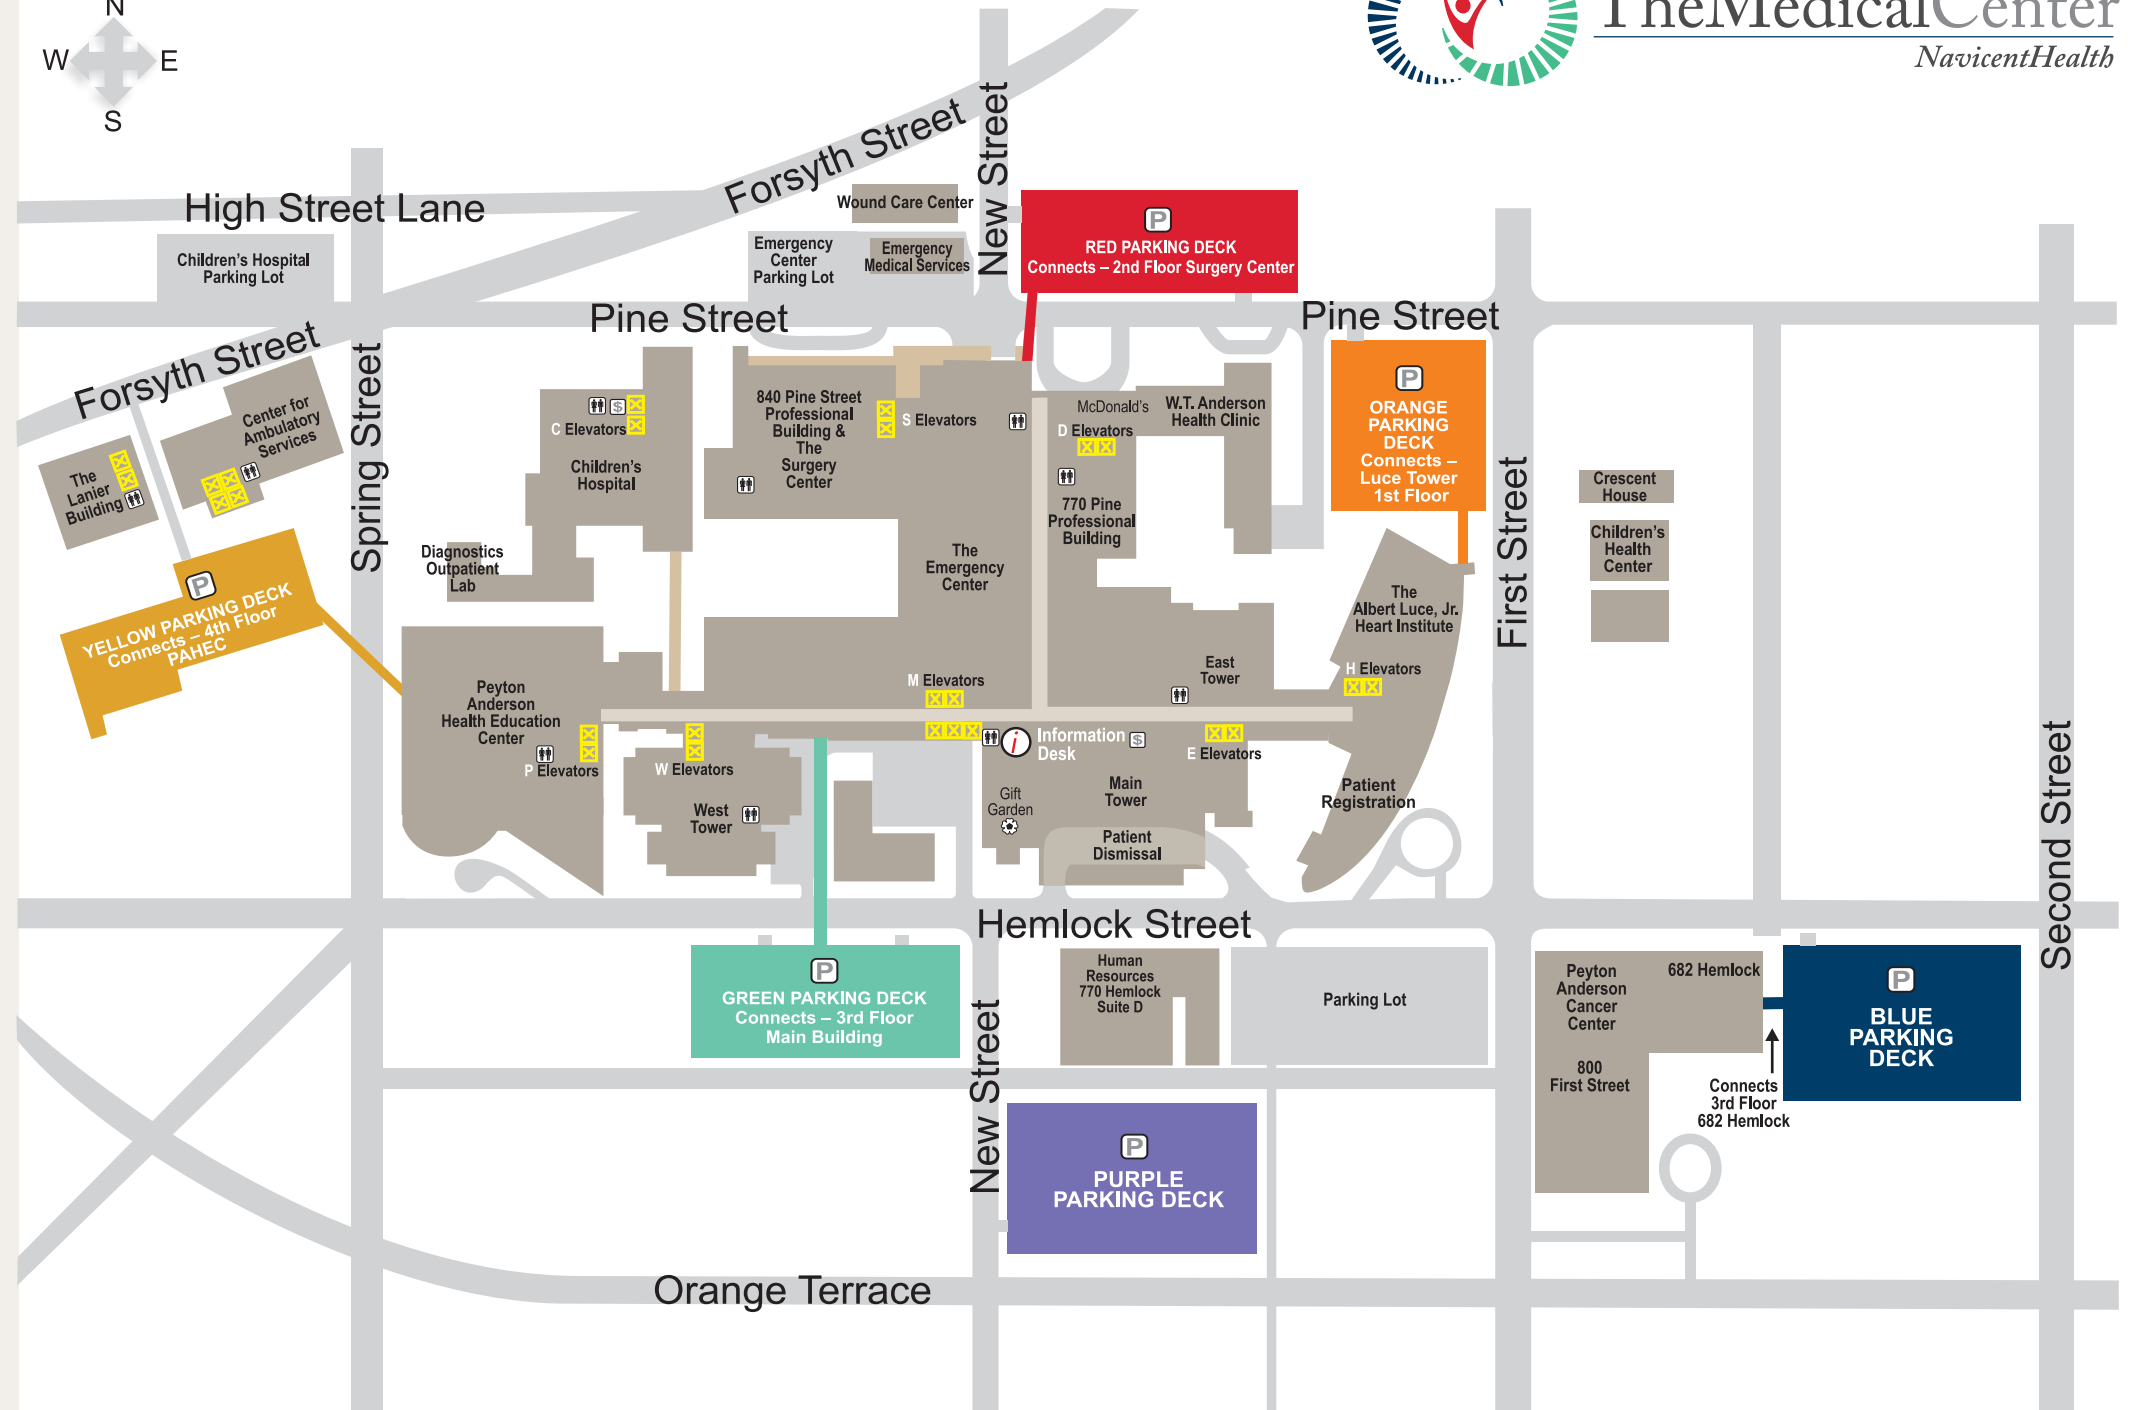 N
W E
S
TheMedicalCenter
NavicentHealth
High Street Lane
Forsyth Street
New Street
Wound Care Center
Children's Hospital
Parking Lot
Emergency
Center
Parking Lot
Emergency
Medical Services
P
RED PARKING DECK
Connects – 2nd Floor Surgery Center
Pine Street
Pine Street
Forsyth Street
Spring Street
Center for
Ambulatory
Services
The
Lanier
Building
P
YELLOW PARKING DECK
Connects – 4th Floor
PAHEC
$
C Elevators
Children's
Hospital
Diagnostics
Outpatient
Lab
840 Pine Street
Professional
Building &
The
Surgery
Center
S Elevators
The
Emergency
Center
McDonald's
D Elevators
770 Pine
Professional
Building
W.T. Anderson
Health Clinic
P
ORANGE
PARKING
DECK
Connects –
Luce Tower
1st Floor
First Street
Crescent
House
Children's
Health
Center
The
Albert Luce, Jr.
Heart Institute
H Elevators
East
Tower
M Elevators
Peyton
Anderson
Health Education
Center
P Elevators
W Elevators
West
Tower
i
Information
Desk
$
E Elevators
Gift
Garden
Main
Tower
Patient
Dismissal
Patient
Registration
Second Street
Hemlock Street
P
GREEN PARKING DECK
Connects – 3rd Floor
Main Building
New Street
Human
Resources
770 Hemlock
Suite D
Parking Lot
Peyton
Anderson
Cancer
Center
682 Hemlock
800
First Street
P
BLUE
PARKING
DECK
Connects
3rd Floor
682 Hemlock
P
PURPLE
PARKING DECK
Orange Terrace